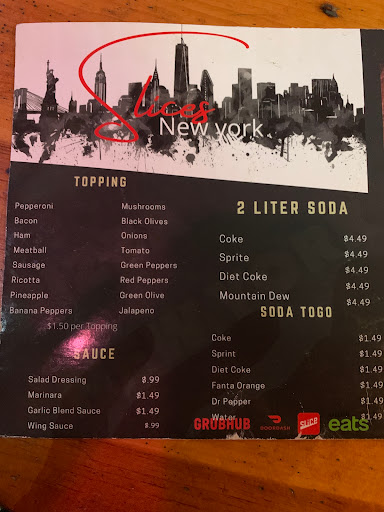 Slices
New york
TOPPING
Pepperoni
Bacon
Ham
Meatball
Sausage
Ricotta
Pineapple
Banana Peppers
Mushrooms
Black Olives
Onions
Tomato
Green Peppers
Red Peppers
Green Olive
Jalapeno
$1.50 per Topping
SAUCE
Salad Dressing $.99
Marinara $1.49
Garlic Blend Sauce $1.49
Wing Sauce $.99
2 LITER SODA
Coke $4.49
Sprite $4.49
Diet Coke $4.49
Mountain Dew $4.49
SODA TOGO
Coke $1.49
Sprint $1.49
Diet Coke $1.49
Fanta Orange $1.49
Dr Pepper $1.49
Water $1.49
GRUBHUB DOORDASH SLiCE eats